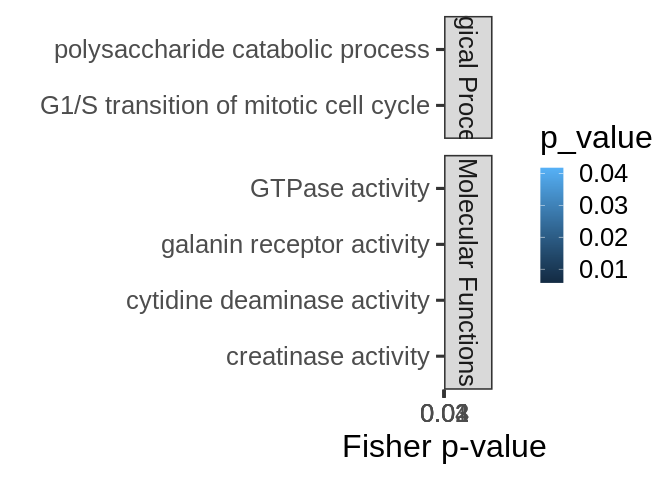 polysaccharide catabolic process
G1/S transition of mitotic cell cycle
gical Proce
GTPase activity
galanin receptor activity
cytidine deaminase activity
creatinase activity
Molecular Functions
Fisher p-value
p_value
0.04
0.03
0.02
0.01